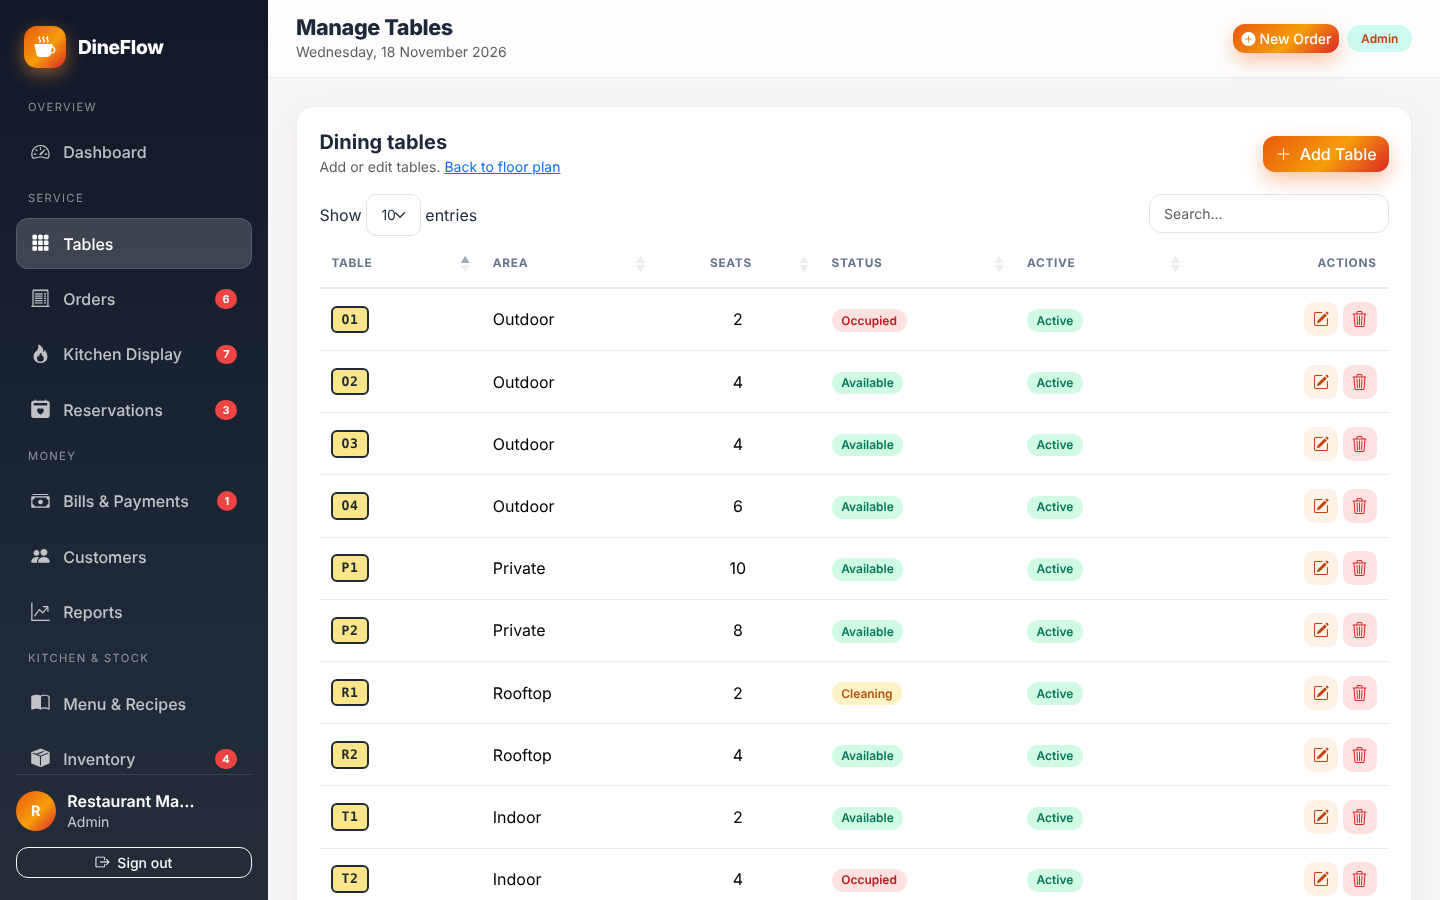 DineFlow
OVERVIEW
Dashboard
SERVICE
Tables
Orders 6
Kitchen Display 7
Reservations 3
MONEY
Bills & Payments 1
Customers
Reports
KITCHEN & STOCK
Menu & Recipes
Inventory 4
R Restaurant Ma...
Admin
Sign out
Manage Tables
Wednesday, 18 November 2026
New Order Admin
Dining tables
Add or edit tables. Back to floor plan
Add Table
Show 10 entries
Search...
TABLE AREA SEATS STATUS ACTIVE ACTIONS
01 Outdoor 2 Occupied Active
02 Outdoor 4 Available Active
03 Outdoor 4 Available Active
04 Outdoor 6 Available Active
P1 Private 10 Available Active
P2 Private 8 Available Active
R1 Rooftop 2 Cleaning Active
R2 Rooftop 4 Available Active
T1 Indoor 2 Available Active
T2 Indoor 4 Occupied Active